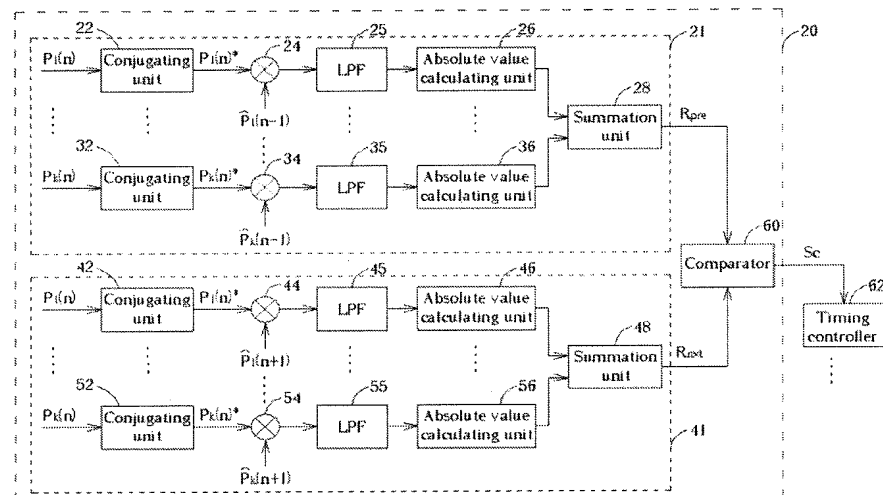 22
25
26
21
20
P1(n)
Conjugating unit
P1(n)*
24
LPF
Absolute value calculating unit
28
P̂1(n-1)
Summation unit
Rpre
32
34
35
36
Pk(n)
Conjugating unit
Pk(n)*
LPF
Absolute value calculating unit
P̂k(n-1)
60
Comparator
Sc
62
Timing controller
42
45
46
P1(n)
Conjugating unit
P1(n)*
44
LPF
Absolute value calculating unit
48
P̂1(n+1)
Summation unit
Rnxt
52
54
55
56
Pk(n)
Conjugating unit
Pk(n)*
LPF
Absolute value calculating unit
41
P̂k(n+1)